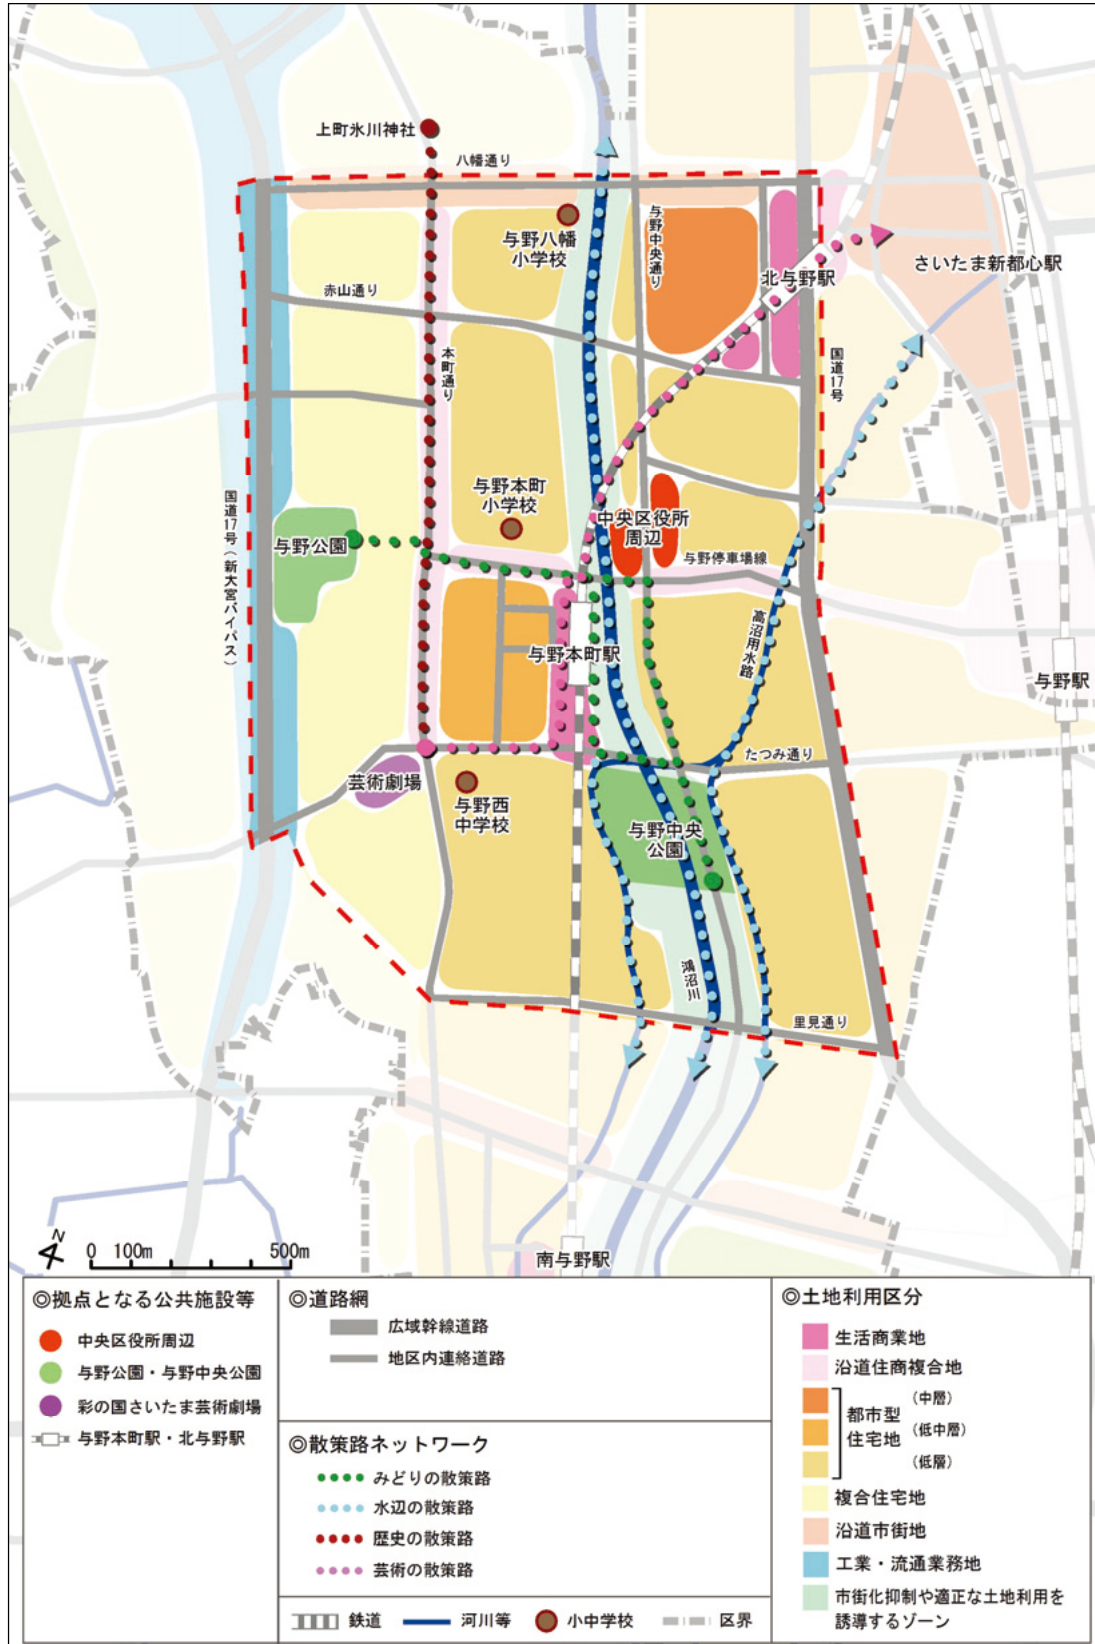 上町氷川神社
八幡通り
与野八幡
小学校
与野中央通り
北与野駅
さいたま新都心駅
赤山通り
本町通り
国道17号
与野本町
小学校
中央区役所
周辺
国道17号(新大宮バイパス)
与野公園
与野停車場線
高沼用水路
与野本町駅
与野駅
たつみ通り
芸術劇場
与野西
中学校
与野中央
公園
鴻沼川
里見通り
N
0 100m 500m
南与野駅
◎拠点となる公共施設等
中央区役所周辺
与野公園・与野中央公園
彩の国さいたま芸術劇場
与野本町駅・北与野駅
◎道路網
広域幹線道路
地区内連絡道路
◎散策路ネットワーク
みどりの散策路
水辺の散策路
歴史の散策路
芸術の散策路
鉄道 河川等 小中学校 区界
◎土地利用区分
生活商業地
沿道住商複合地
都市型
住宅地
(中層)
(低中層)
(低層)
複合住宅地
沿道市街地
工業・流通業務地
市街化抑制や適正な土地利用を
誘導するゾーン